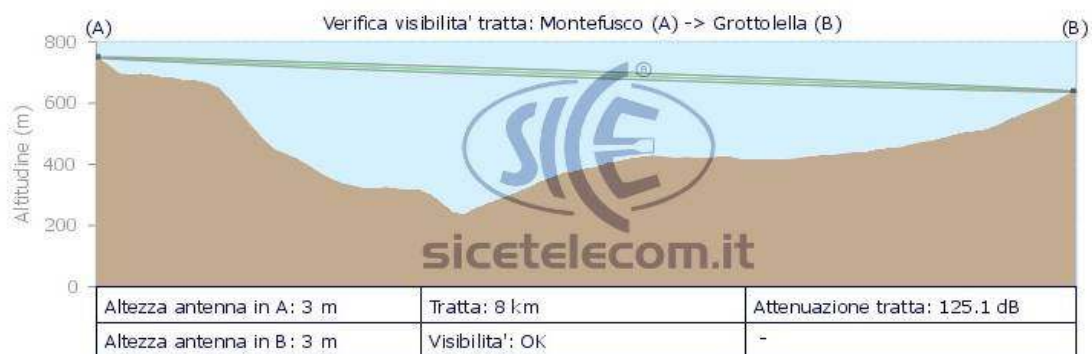 Verifica visibilita' tratta: Montefusco (A) -> Grottolella (B)
(A)
(B)
800
600
400
200
0
Altitudine (m)
®
SICE
sicetelecom.it
Altezza antenna in A: 3 m
Tratta: 8 km
Attenuazione tratta: 125.1 dB
Altezza antenna in B: 3 m
Visibilita': OK
-